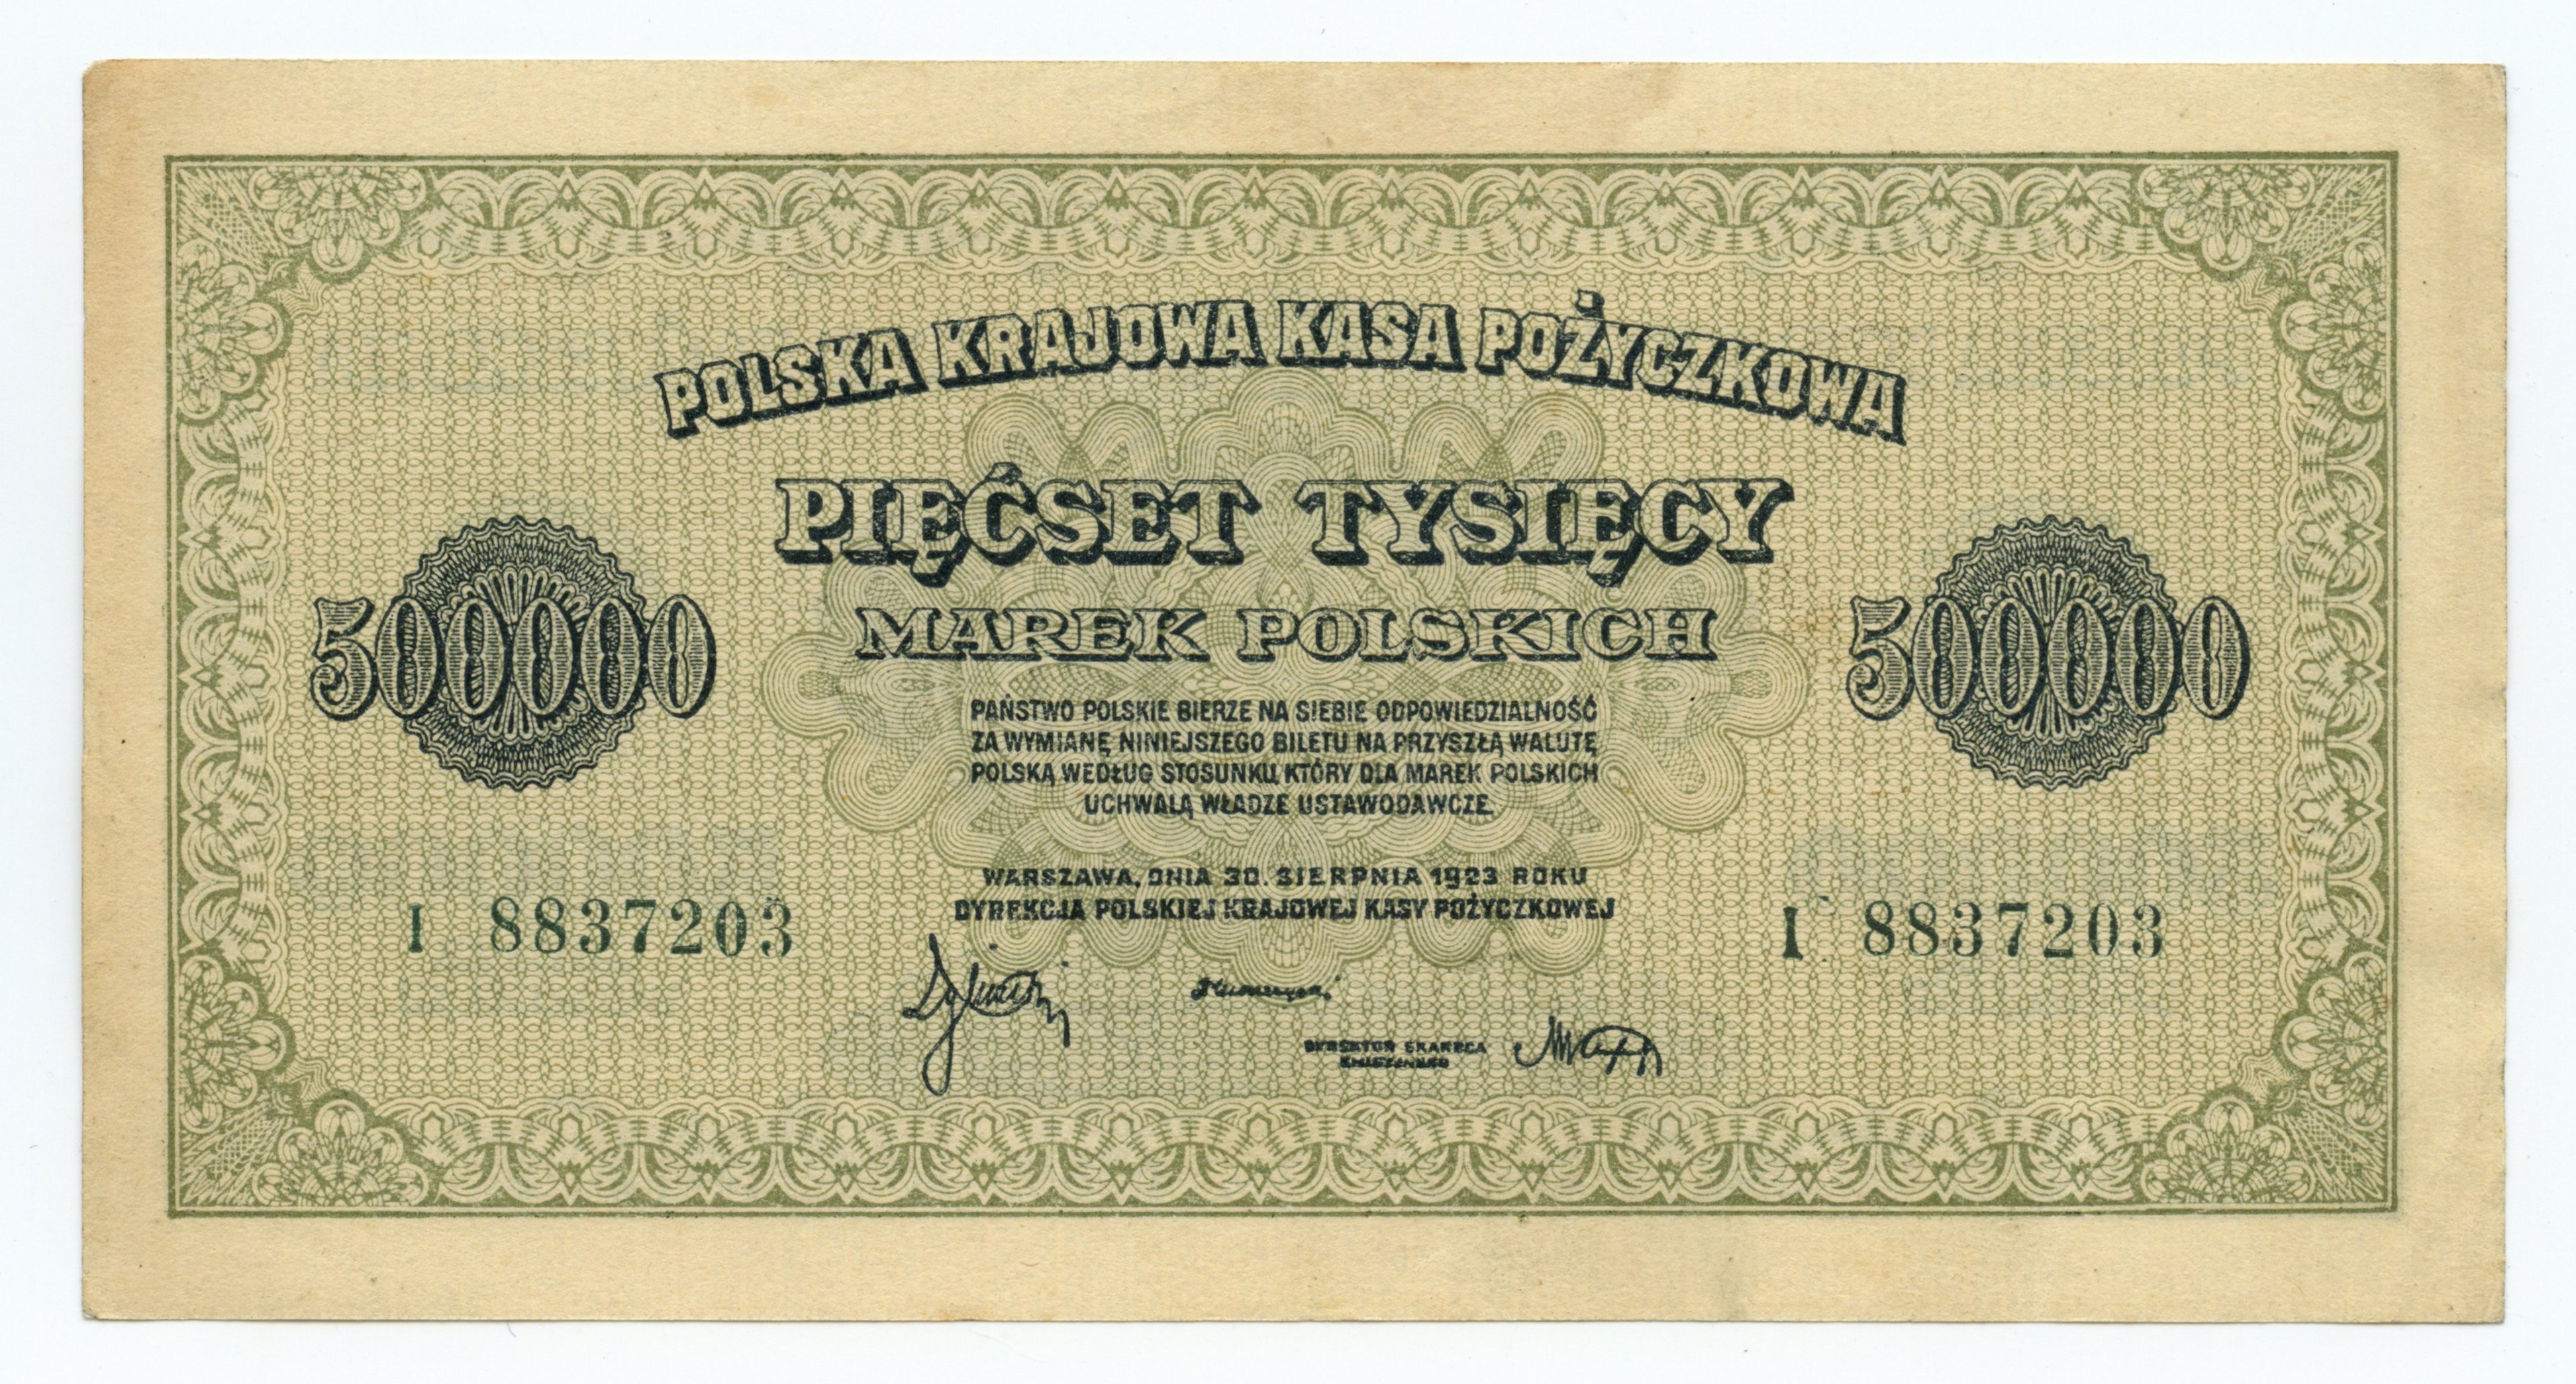 POLSKA KRAJOWA KASA POŻYCZKOWA
PIĘĆSET TYSIĘCY
MAREK POLSKICH
500000
500000
PAŃSTWO POLSKIE BIERZE NA SIEBIE ODPOWIEDZIALNOŚĆ
ZA WYMIANĘ NINIEJSZEGO BILETU NA PRZYSZŁĄ WALUTĘ
POLSKĄ WEDŁUG STOSUNKU, KTÓRY DLA MAREK POLSKICH
UCHWALĄ WŁADZE USTAWODAWCZE.
WARSZAWA, DNIA 30. SIERPNIA 1923 ROKU
DYREKCJA POLSKIEJ KRAJOWEJ KASY POŻYCZKOWEJ
I 8837203
I 8837203